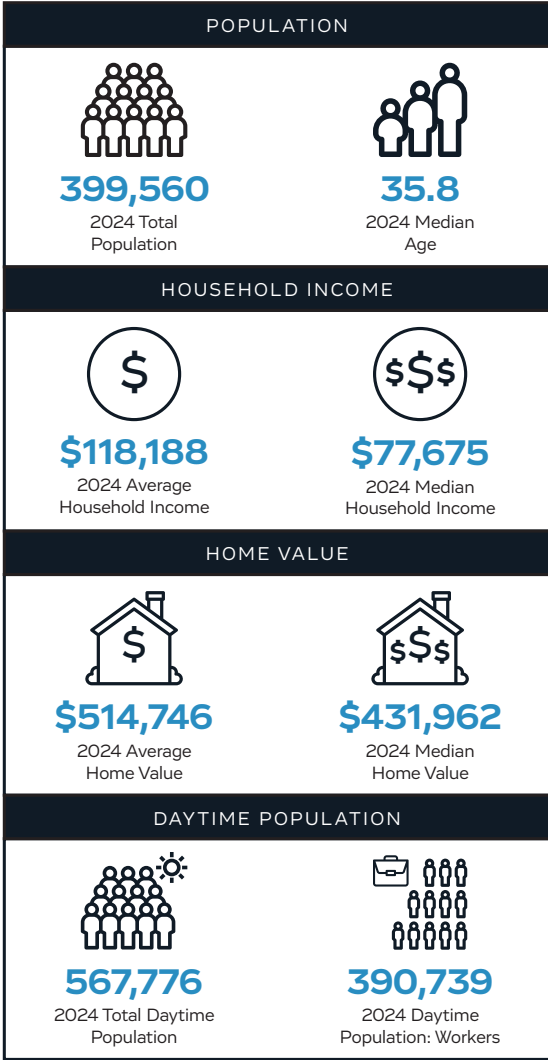 POPULATION
399,560
2024 Total
Population
35.8
2024 Median
Age
HOUSEHOLD INCOME
$
$118,188
2024 Average
Household Income
$$$
$77,675
2024 Median
Household Income
HOME VALUE
$
$514,746
2024 Average
Home Value
$$$
$431,962
2024 Median
Home Value
DAYTIME POPULATION
567,776
2024 Total Daytime
Population
390,739
2024 Daytime
Population: Workers